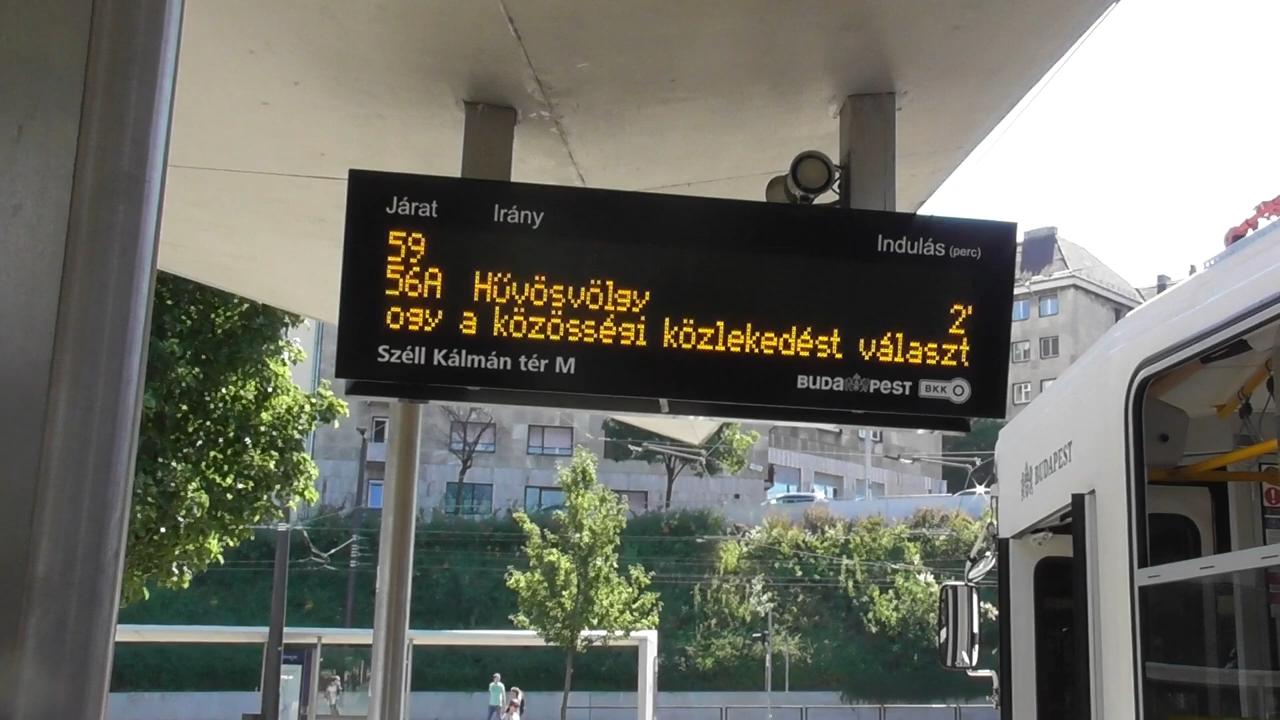 Járat Irány Indulás (perc)
59
56A Hűvösvölgy 2'
ogy a közösségi közlekedést választ
Széll Kálmán tér M
BUDAPEST BKK
BUDAPEST